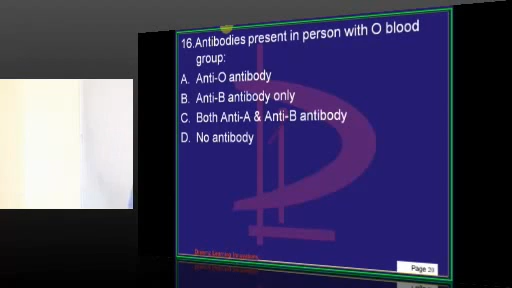 16.Antibodies present in person with O blood
group:
A. Anti-O antibody
B. Anti-B antibody only
C. Both Anti-A & Anti-B antibody
D. No antibody
Page